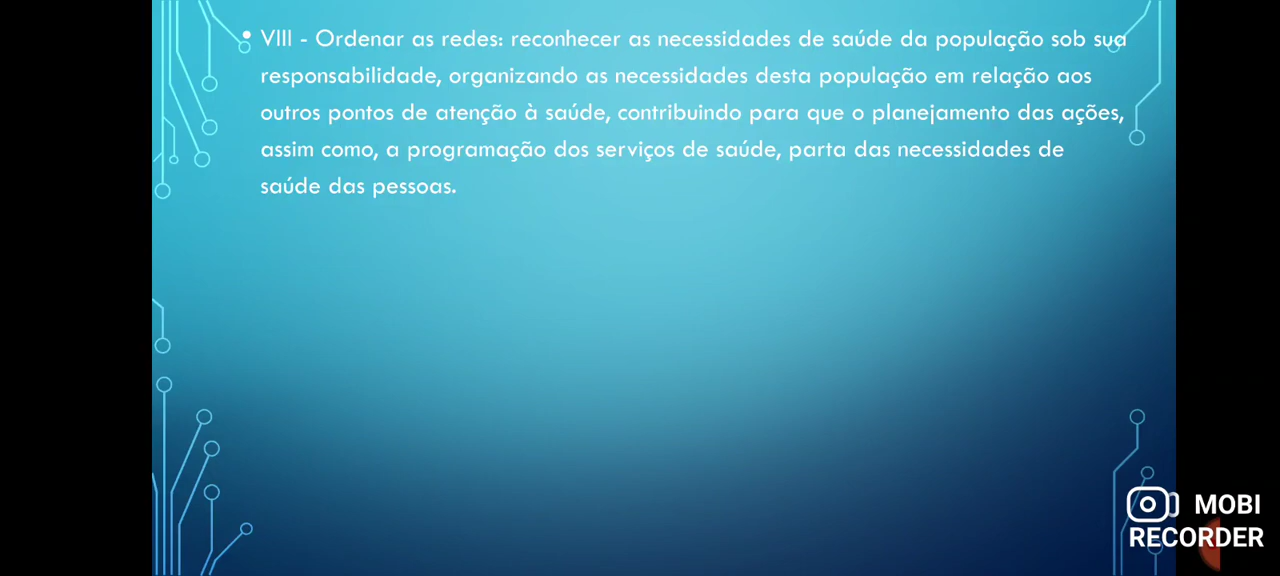 • VIII - Ordenar as redes: reconhecer as necessidades de saúde da população sob sua
responsabilidade, organizando as necessidades desta população em relação aos
outros pontos de atenção à saúde, contribuindo para que o planejamento das ações,
assim como, a programação dos serviços de saúde, parta das necessidades de
saúde das pessoas.
MOBI
RECORDER